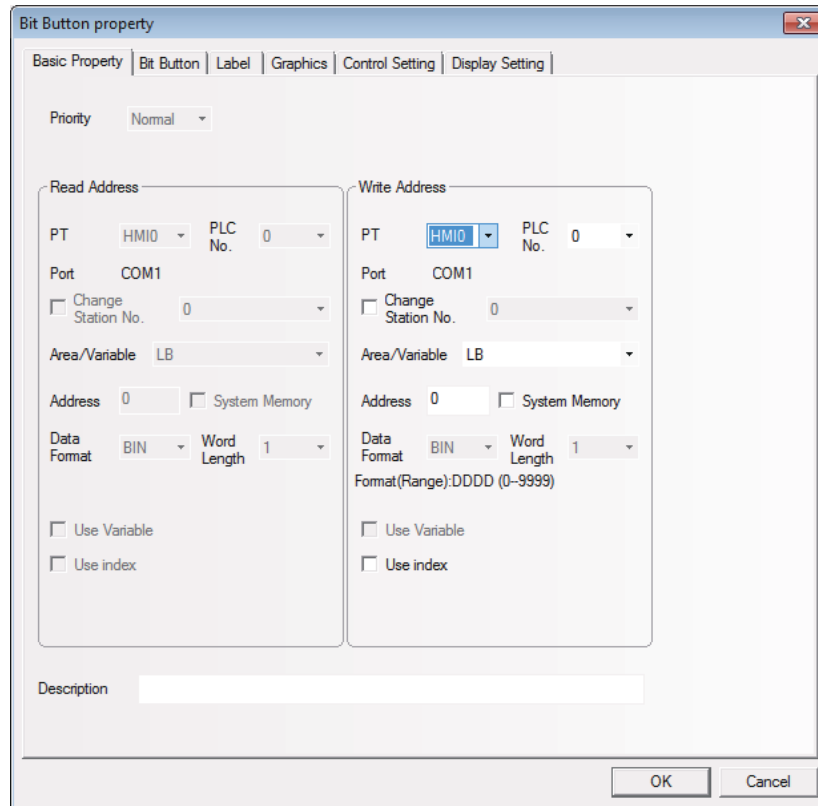 Bit Button property
Basic Property Bit Button Label Graphics Control Setting Display Setting
Priority Normal
Read Address
PT HMI0 PLC No. 0
Port COM1
Change Station No. 0
Area/Variable LB
Address 0 System Memory
Data Format BIN Word Length 1
Use Variable
Use index
Write Address
PT HMI0 PLC No. 0
Port COM1
Change Station No. 0
Area/Variable LB
Address 0 System Memory
Data Format BIN Word Length 1
Format(Range):DDDD (0--9999)
Use Variable
Use index
Description
OK Cancel